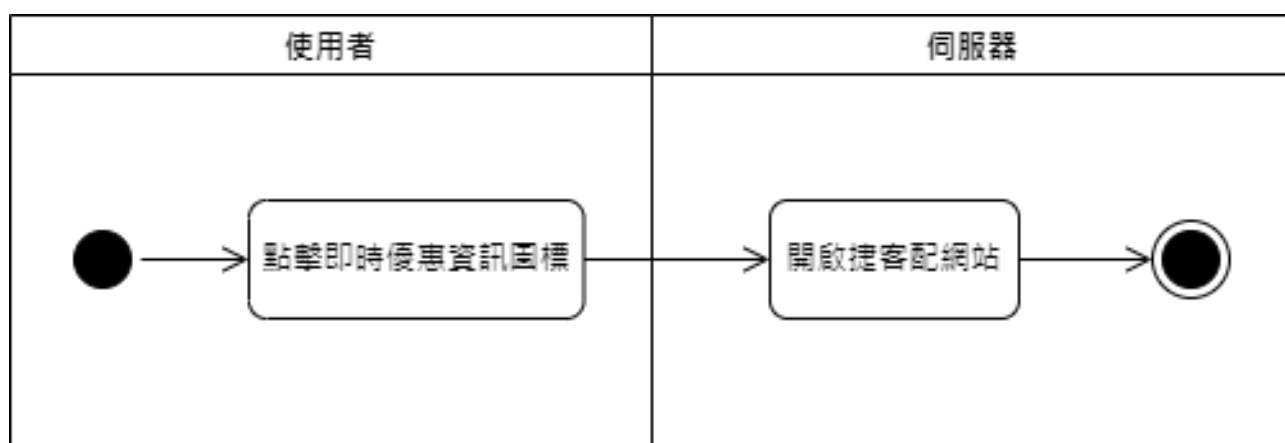 使用者
伺服器
點擊即時優惠資訊圖標
開啟捷客配網站